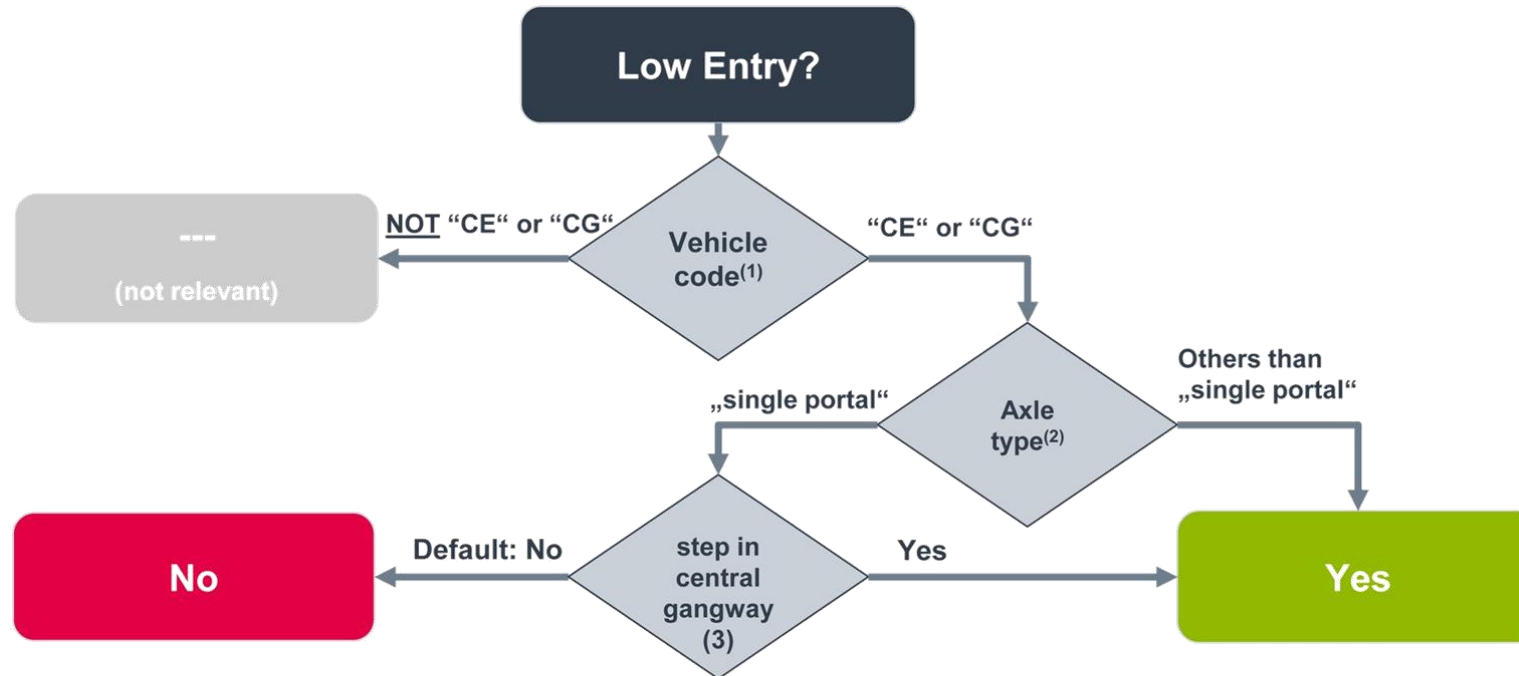 Low Entry?
---
(not relevant)
NOT “CE“ or “CG“
Vehicle
code(1)
“CE“ or “CG“
„single portal“
Axle
type(2)
Others than
„single portal“
No
Default: No
step in
central
gangway
(3)
Yes
Yes